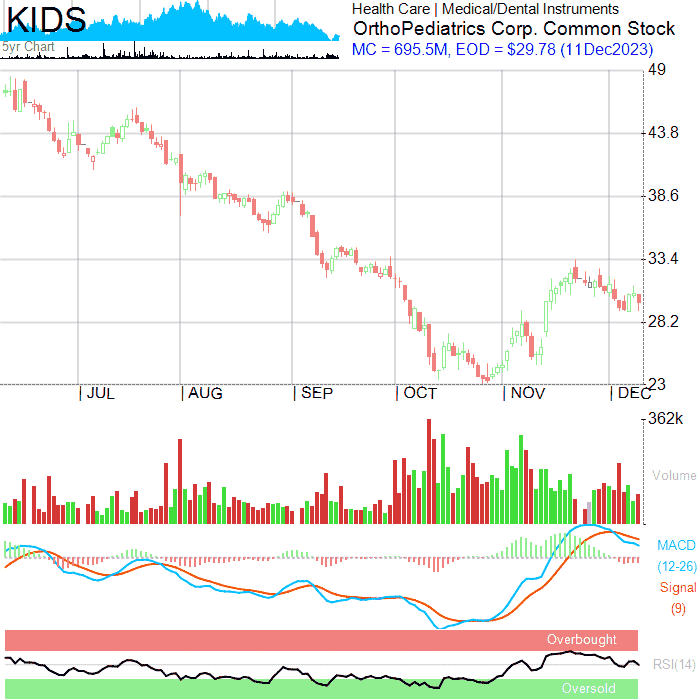 KIDS
5yr Chart
Health Care | Medical/Dental Instruments
OrthoPediatrics Corp. Common Stock
MC = 695.5M, EOD = $29.78 (11Dec2023)
49
43.8
38.6
33.4
28.2
23
JUL AUG SEP OCT NOV DEC
362k
Volume
MACD
(12-26)
Signal
(9)
Overbought
RSI(14)
Oversold